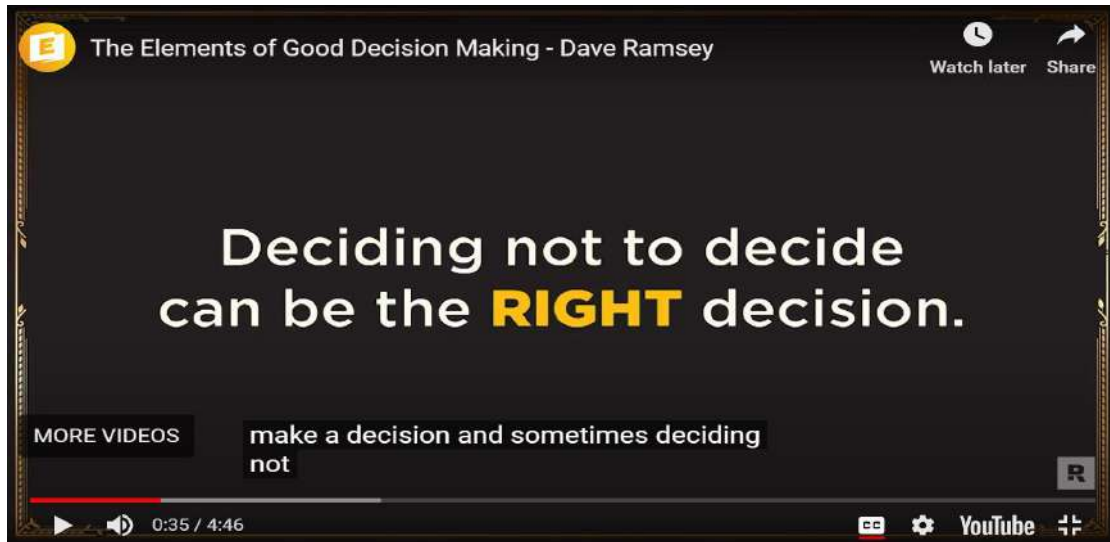 E
The Elements of Good Decision Making - Dave Ramsey
Watch later
Share
Deciding not to decide
can be the RIGHT decision.
MORE VIDEOS
make a decision and sometimes deciding
not
R
0:35 / 4:46
CC
YouTube